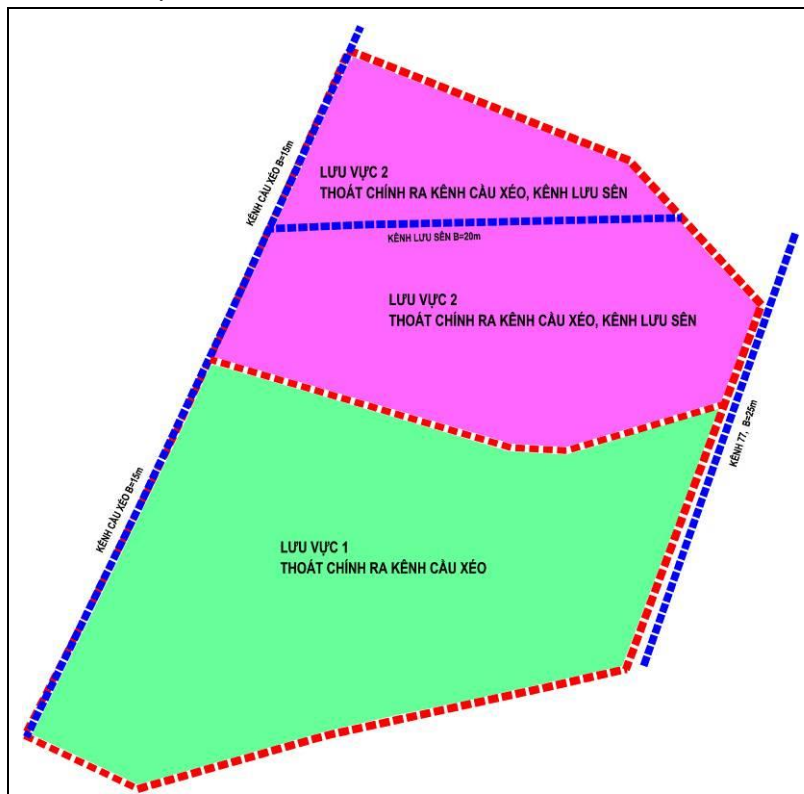 KÊNH CẦU XÉO B=15m
LƯU VỰC 2
THOÁT CHÍNH RA KÊNH CẦU XÉO, KÊNH LƯU SÊN
KÊNH LƯU SÊN B=20m
LƯU VỰC 2
THOÁT CHÍNH RA KÊNH CẦU XÉO, KÊNH LƯU SÊN
KÊNH 77, B=25m
KÊNH CẦU XÉO B=15m
LƯU VỰC 1
THOÁT CHÍNH RA KÊNH CẦU XÉO